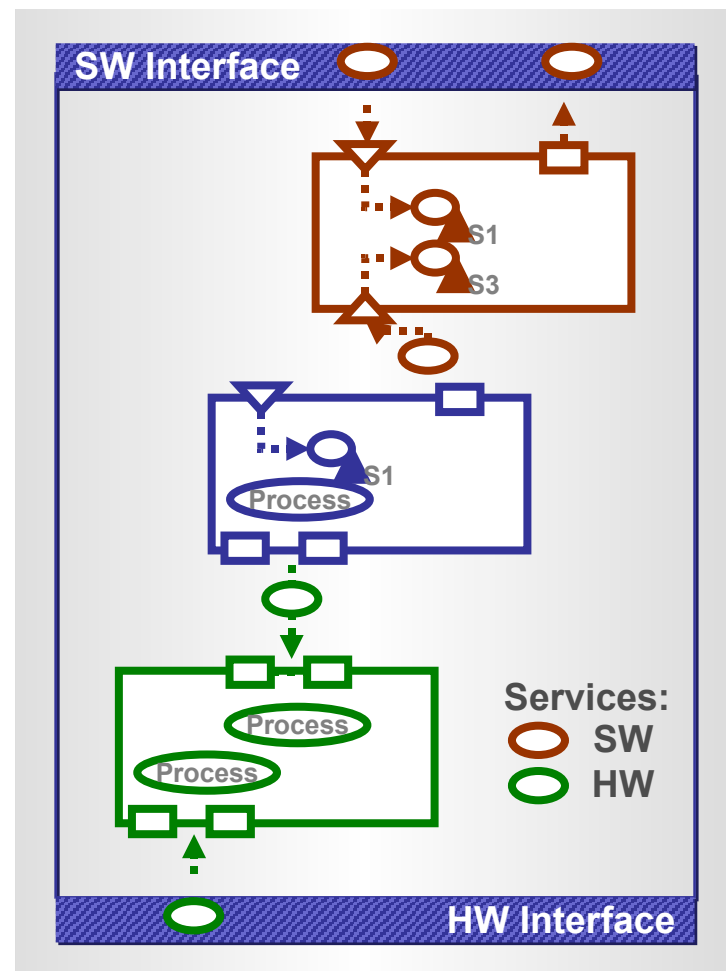 SW Interface
S1
S3
S1
Process
Process
Process
Services:
SW
HW
HW Interface